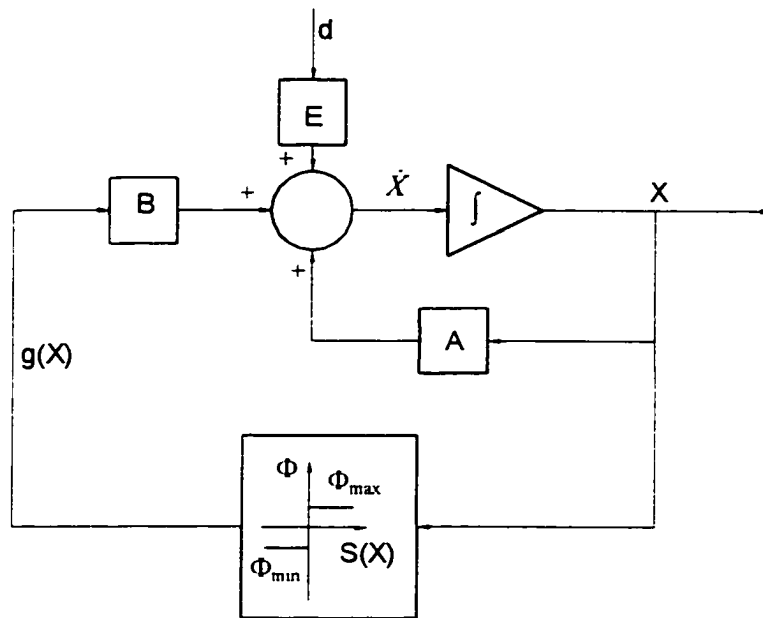 d
E
+
B
+
Ẋ
∫
X
+
A
g(X)
Φ
Φmax
S(X)
Φmin